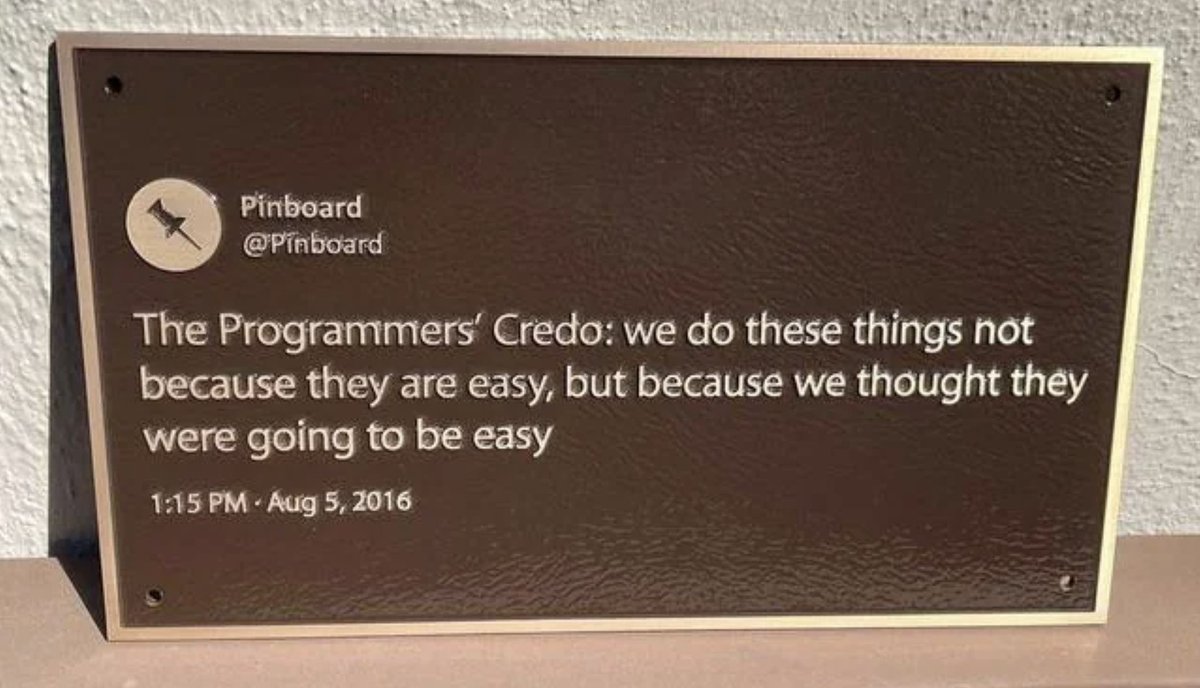 Pinboard
@Pinboard
The Programmers' Credo: we do these things not
because they are easy, but because we thought they
were going to be easy
1:15 PM · Aug 5, 2016